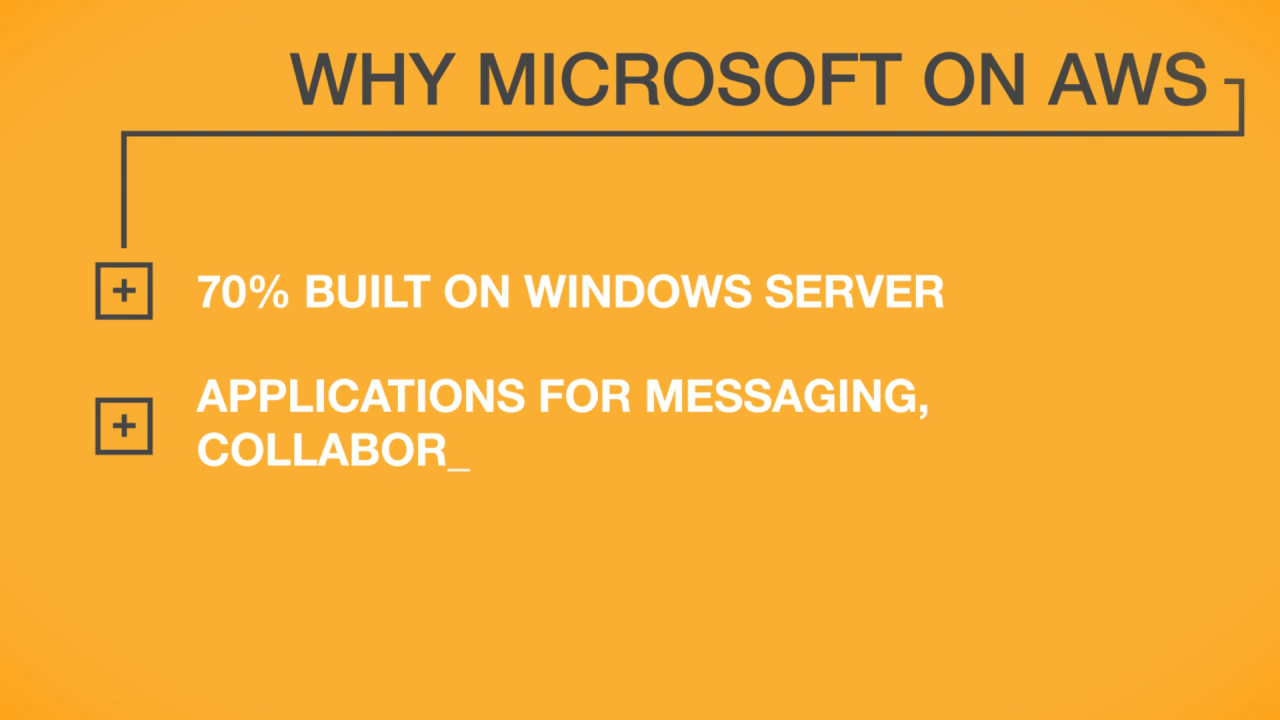 WHY MICROSOFT ON AWS
+ 70% BUILT ON WINDOWS SERVER
+ APPLICATIONS FOR MESSAGING,
COLLABOR_